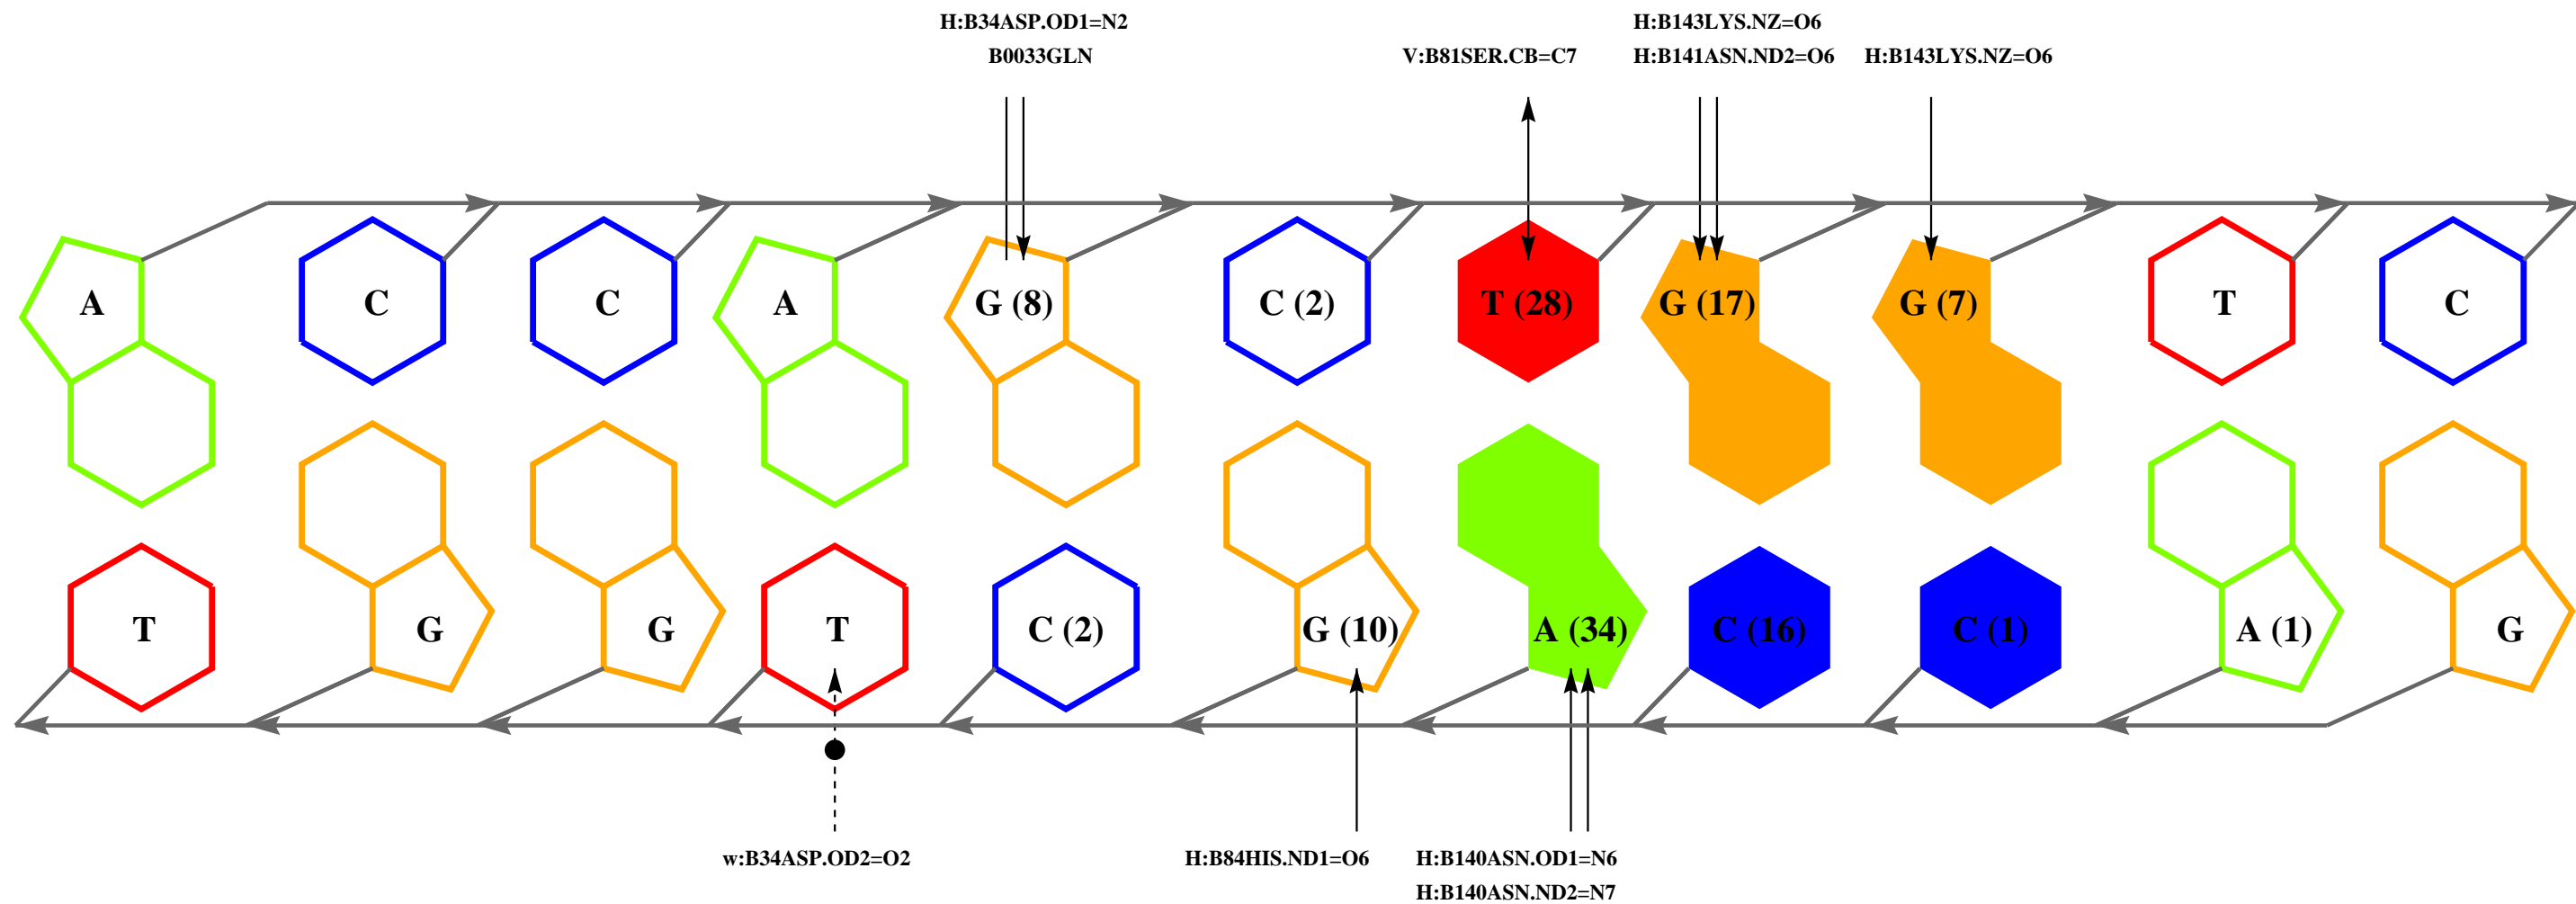 H:B34ASP.OD1=N2
B0033GLN
V:B81SER.CB=C7
H:B143LYS.NZ=O6
H:B141ASN.ND2=O6
H:B143LYS.NZ=O6
A
C
C
A
G (8)
C (2)
T (28)
G (17)
G (7)
T
C
T
G
G
T
C (2)
G (10)
A (34)
C (16)
C (1)
A (1)
G
w:B34ASP.OD2=O2
H:B84HIS.ND1=O6
H:B140ASN.OD1=N6
H:B140ASN.ND2=N7